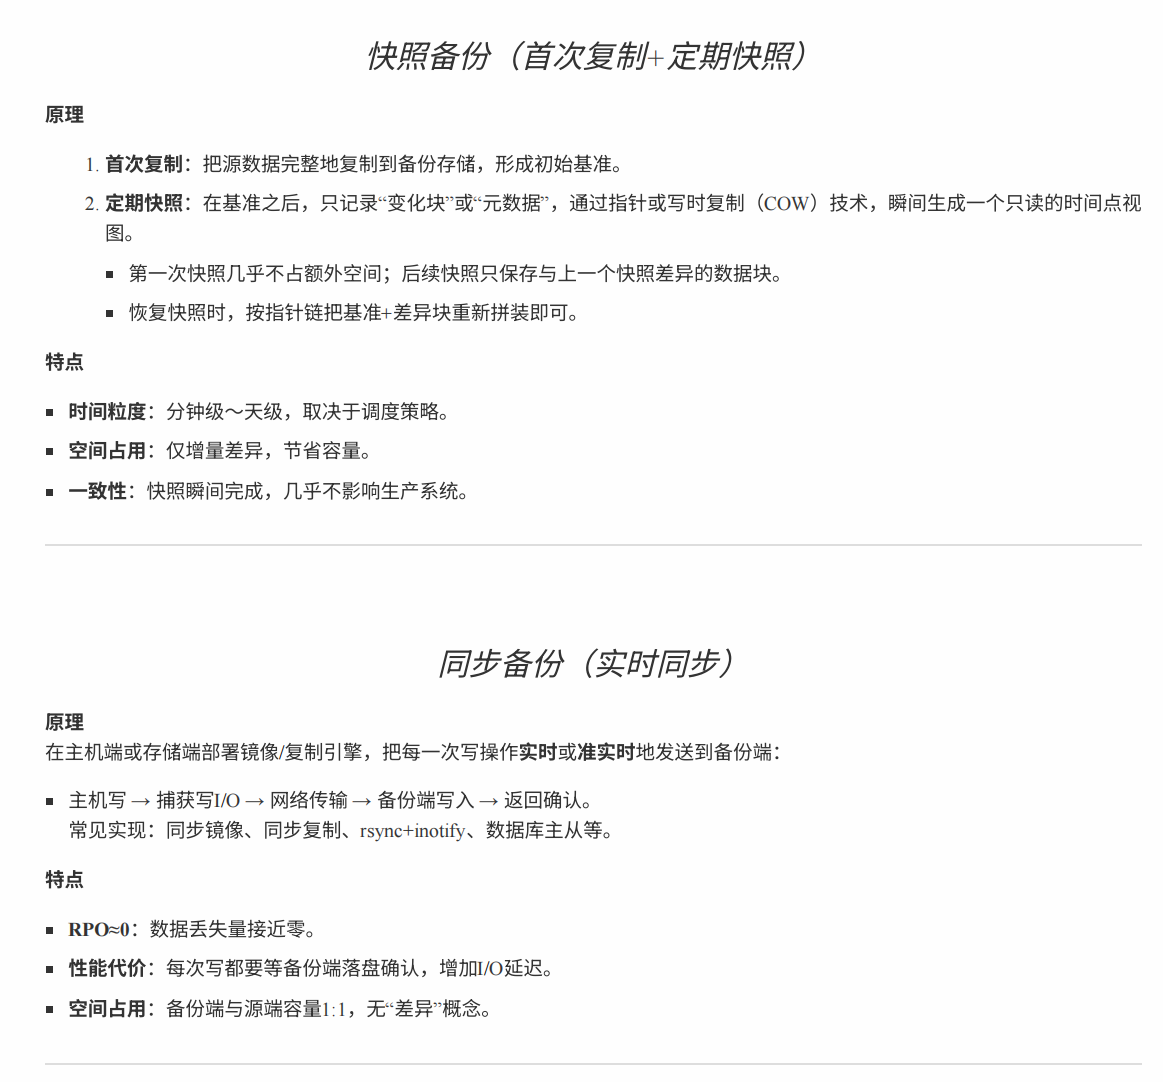 快照备份（首次复制+定期快照）
原理
1. 首次复制：把源数据完整地复制到备份存储，形成初始基准。
2. 定期快照：在基准之后，只记录“变化块”或“元数据”，通过指针或写时复制（COW）技术，瞬间生成一个只读的时间点视
图。
▪ 第一次快照几乎不占额外空间；后续快照只保存与上一个快照差异的数据块。
▪ 恢复快照时，按指针链把基准+差异块重新拼装即可。
特点
▪ 时间粒度：分钟级～天级，取决于调度策略。
▪ 空间占用：仅增量差异，节省容量。
▪ 一致性：快照瞬间完成，几乎不影响生产系统。
同步备份（实时同步）
原理
在主机端或存储端部署镜像/复制引擎，把每一次写操作实时或准实时地发送到备份端：
▪ 主机写 → 捕获写I/O → 网络传输 → 备份端写入 → 返回确认。
常见实现：同步镜像、同步复制、rsync+inotify、数据库主从等。
特点
▪ RPO≈0：数据丢失量接近零。
▪ 性能代价：每次写都要等备份端落盘确认，增加I/O延迟。
▪ 空间占用：备份端与源端容量1:1，无“差异”概念。